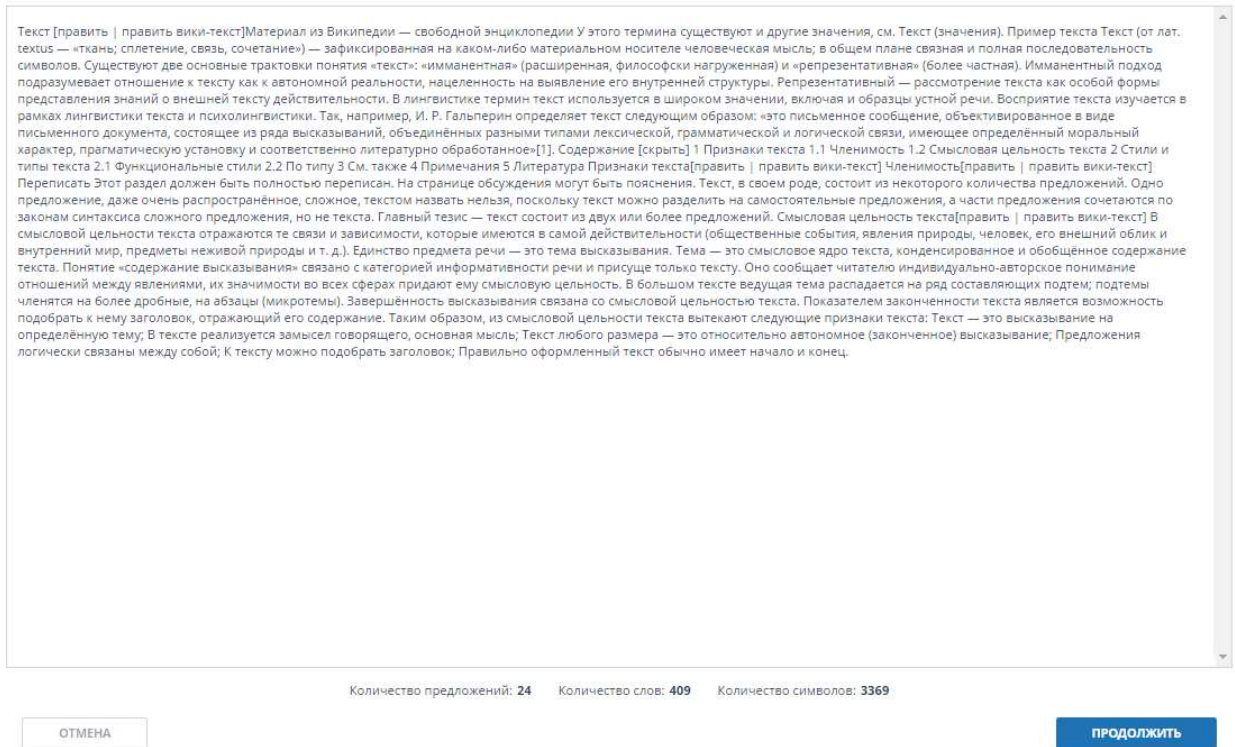 Текст [править | править вики-текст]Материал из Википедии — свободной энциклопедии У этого термина существуют и другие значения, см. Текст (значения). Пример текста Текст (от лат.
textus — «ткань; сплетение, связь, сочетание») — зафиксированная на каком-либо материальном носителе человеческая мысль; в общем плане связная и полная последовательность
символов. Существуют две основные трактовки понятия «текст»: «имманентная» (расширенная, философски нагруженная) и «репрезентативная» (более частная). Имманентный подход
подразумевает отношение к тексту как к автономной реальности, нацеленность на выявление его внутренней структуры. Репрезентативный — рассмотрение текста как особой формы
представления знаний о внешней тексту действительности. В лингвистике термин текст используется в широком значении, включая и образцы устной речи. Восприятие текста изучается в
рамках лингвистики текста и психолингвистики. Так, например, И. Р. Гальперин определяет текст следующим образом: «это письменное сообщение, объективированное в виде
письменного документа, состоящее из ряда высказываний, объединённых разными типами лексической, грамматической и логической связи, имеющее определённый моральный
характер, прагматическую установку и соответственно литературно обработанное»[1]. Содержание [скрыть] 1 Признаки текста 1.1 Членимость 1.2 Смысловая цельность текста 2 Стили и
типы текста 2.1 Функциональные стили 2.2 По типу 3 См. также 4 Примечания 5 Литература Признаки текста[править | править вики-текст] Членимость[править | править вики-текст]
Переписать Этот раздел должен быть полностью переписан. На странице обсуждения могут быть пояснения. Текст, в своем роде, состоит из некоторого количества предложений. Одно
предложение, даже очень распространённое, сложное, текстом назвать нельзя, поскольку текст можно разделить на самостоятельные предложения, а части предложения сочетаются по
законам синтаксиса сложного предложения, но не текста. Главный тезис — текст состоит из двух или более предложений. Смысловая цельность текста[править | править вики-текст] В
смысловой цельности текста отражаются те связи и зависимости, которые имеются в самой действительности (общественные события, явления природы, человек, его внешний облик и
внутренний мир, предметы неживой природы и т. д.). Единство предмета речи — это тема высказывания. Тема — это смысловое ядро текста, конденсированное и обобщённое содержание
текста. Понятие «содержание высказывания» связано с категорией информативности речи и присуще только тексту. Оно сообщает читателю индивидуально-авторское понимание
отношений между явлениями, их значимости во всех сферах придают ему смысловую цельность. В большом тексте ведущая тема распадается на ряд составляющих подтем; подтемы
членятся на более дробные, на абзацы (микротемы). Завершённость высказывания связана со смысловой цельностью текста. Показателем законченности текста является возможность
подобрать к нему заголовок, отражающий его содержание. Таким образом, из смысловой цельности текста вытекают следующие признаки текста: Текст — это высказывание на
определённую тему; В тексте реализуется замысел говорящего, основная мысль; Текст любого размера — это относительно автономное (законченное) высказывание; Предложения
логически связаны между собой; К тексту можно подобрать заголовок; Правильно оформленный текст обычно имеет начало и конец.
Количество предложений: 24 Количество слов: 409 Количество символов: 3369
ОТМЕНА ПРОДОЛЖИТЬ